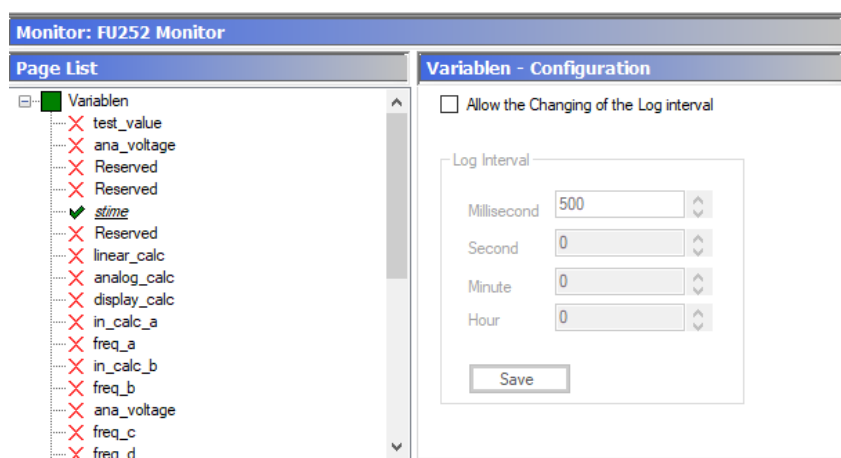 Monitor: FU252 Monitor
Page List
Variablen
test_value
ana_voltage
Reserved
Reserved
stime
Reserved
linear_calc
analog_calc
display_calc
in_calc_a
freq_a
in_calc_b
freq_b
ana_voltage
freq_c
freq_d
Variablen - Configuration
Allow the Changing of the Log interval
Log Interval
Millisecond 500
Second 0
Minute 0
Hour 0
Save